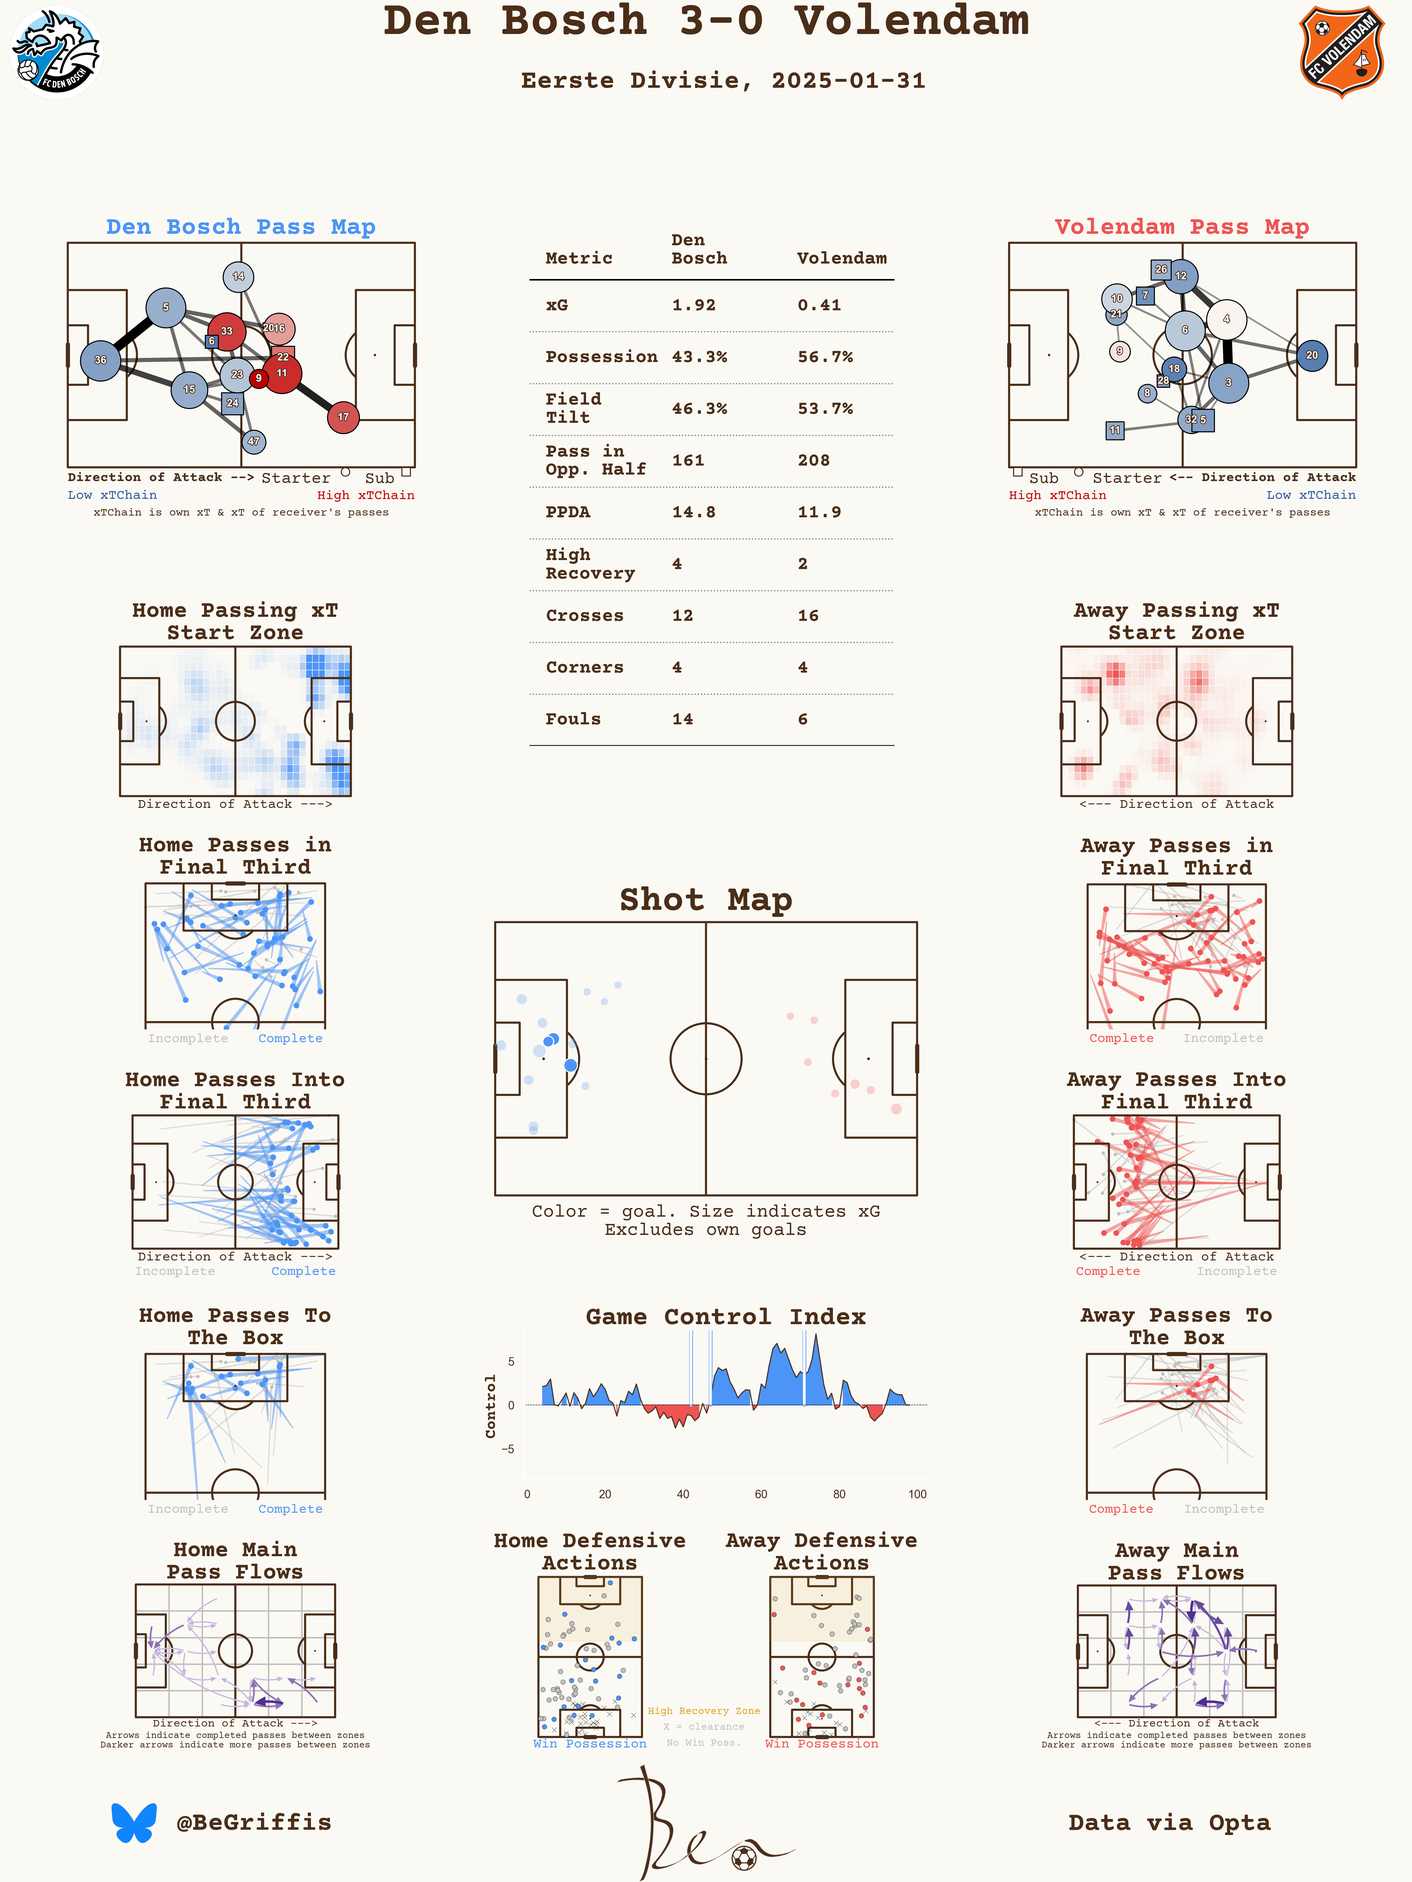 Den Bosch 3-0 Volendam
Eerste Divisie, 2025-01-31
FC DEN BOSCH
FC VOLENDAM
Den Bosch Pass Map
14
5
33
20
16
6
22
36
23
9
11
15
24
17
47
Direction of Attack --> Starter Sub
Low xTChain High xTChain
xTChain is own xT & xT of receiver's passes
Metric Den Bosch Volendam
xG 1.92 0.41
Possession 43.3% 56.7%
Field Tilt 46.3% 53.7%
Pass in Opp. Half 161 208
PPDA 14.8 11.9
High Recovery 4 2
Crosses 12 16
Corners 4 4
Fouls 14 6
Volendam Pass Map
26
12
10
7
21
6
4
9
20
18
28
3
8
11
32
5
Sub Starter <-- Direction of Attack
High xTChain Low xTChain
xTChain is own xT & xT of receiver's passes
Home Passing xT
Start Zone
Direction of Attack --->
Away Passing xT
Start Zone
<--- Direction of Attack
Home Passes in
Final Third
Incomplete Complete
Away Passes in
Final Third
Complete Incomplete
Shot Map
Color = goal. Size indicates xG
Excludes own goals
Home Passes Into
Final Third
Direction of Attack --->
Incomplete Complete
Away Passes Into
Final Third
<--- Direction of Attack
Complete Incomplete
Home Passes To
The Box
Incomplete Complete
Game Control Index
Control
5
0
−5
0 20 40 60 80 100
Away Passes To
The Box
Complete Incomplete
Home Main
Pass Flows
Direction of Attack --->
Arrows indicate completed passes between zones
Darker arrows indicate more passes between zones
Home Defensive
Actions
Win Possession
High Recovery Zone
X = clearance
No Win Poss.
Away Defensive
Actions
Win Possession
Away Main
Pass Flows
<--- Direction of Attack
Arrows indicate completed passes between zones
Darker arrows indicate more passes between zones
@BeGriffis
Ben
Data via Opta